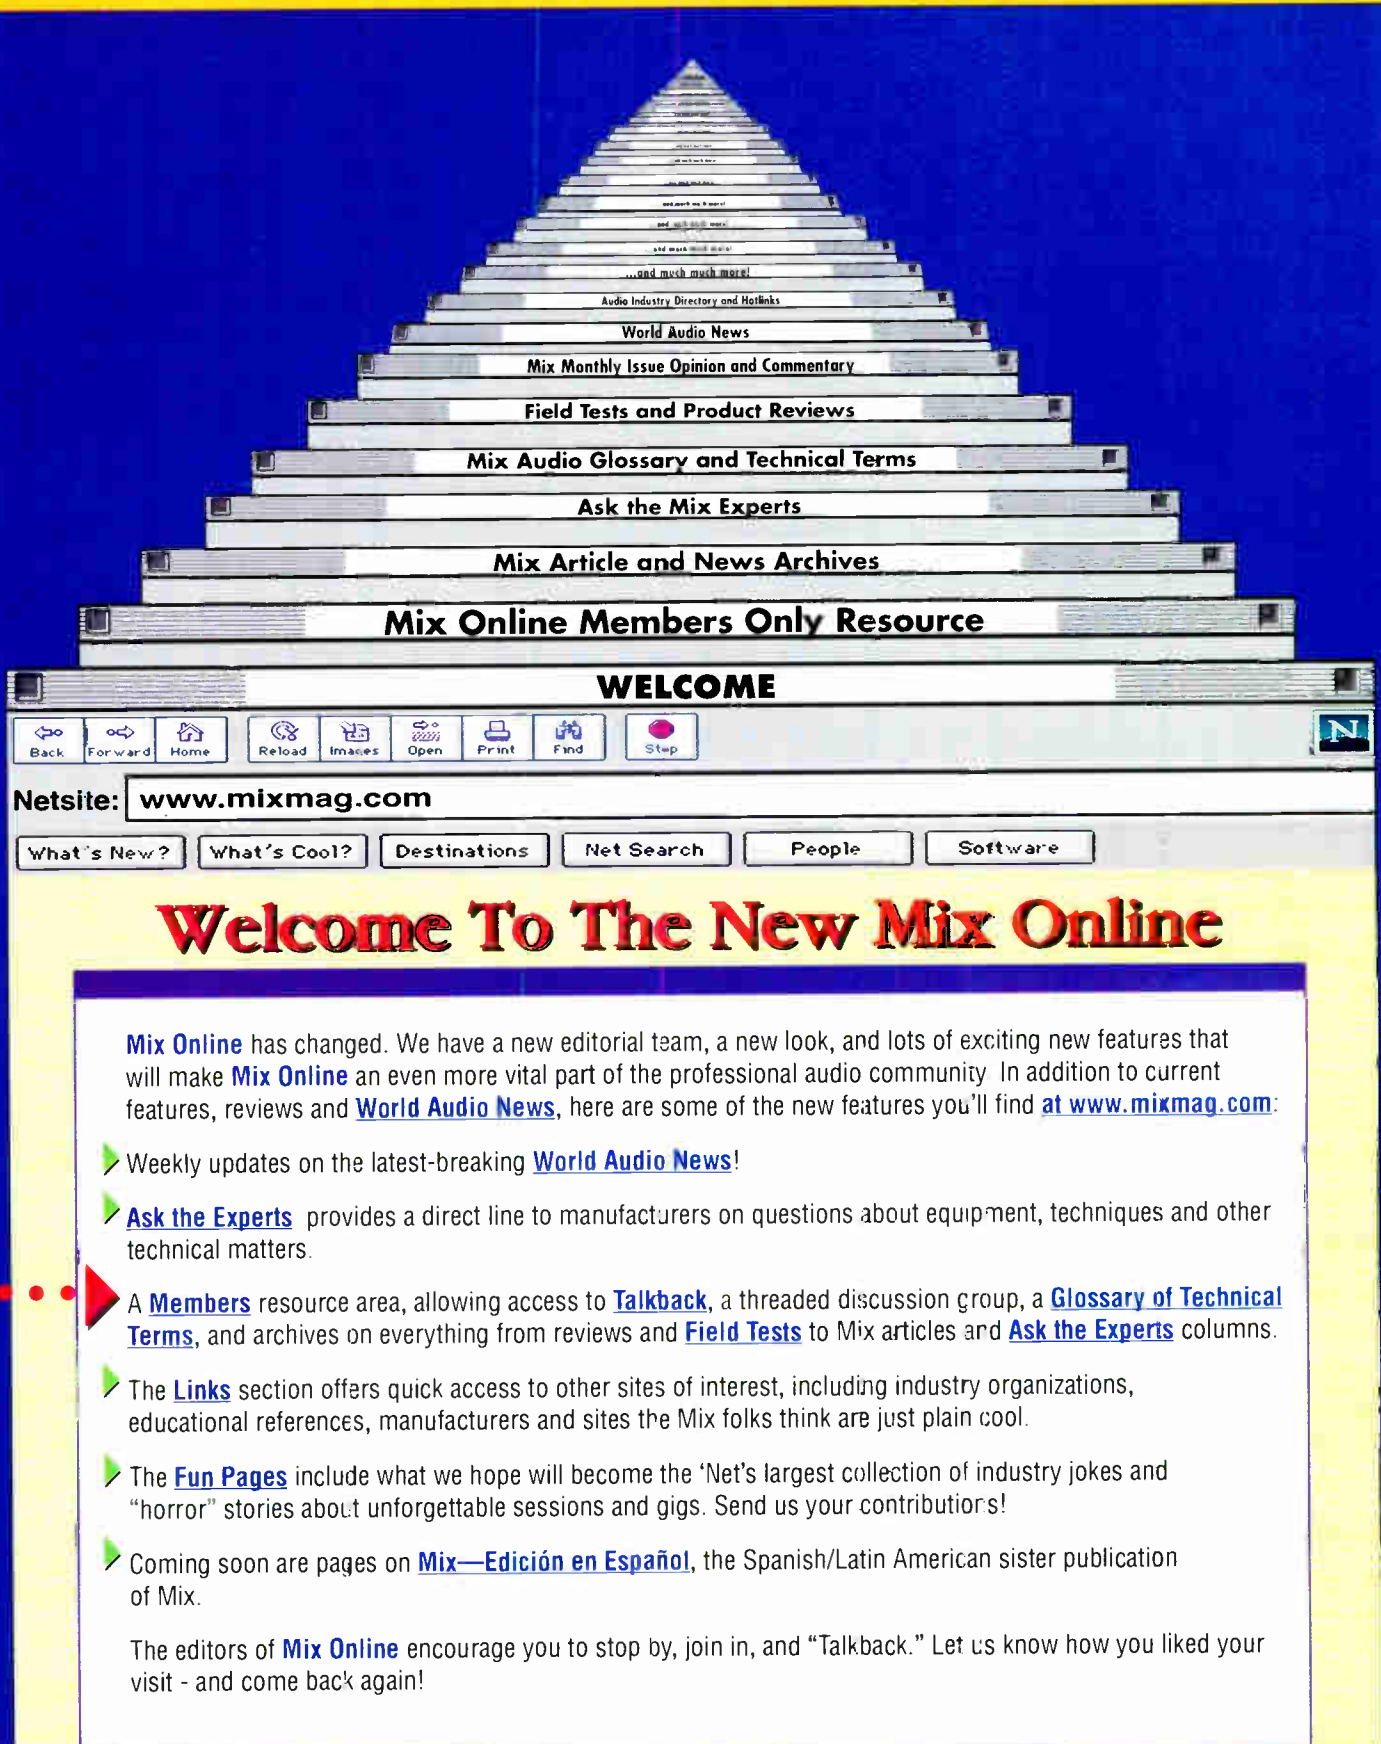 ...and much much more!
Audio Industry Directory and Hotlinks
World Audio News
Mix Monthly Issue Opinion and Commentary
Field Tests and Product Reviews
Mix Audio Glossary and Technical Terms
Ask the Mix Experts
Mix Article and News Archives
Mix Online Members Only Resource
WELCOME
Back Forward Home Reload Images Open Print Find Stop N
Netsite: www.mixmag.com
What's New? What's Cool? Destinations Net Search People Software
Welcome To The New Mix Online
Mix Online has changed. We have a new editorial team, a new look, and lots of exciting new features that
will make Mix Online an even more vital part of the professional audio community In addition to current
features, reviews and World Audio News, here are some of the new features you'll find at www.mixmag.com:
Weekly updates on the latest-breaking World Audio News!
Ask the Experts provides a direct line to manufacturers on questions about equipment, techniques and other
technical matters.
A Members resource area, allowing access to Talkback, a threaded discussion group, a Glossary of Technical
Terms, and archives on everything from reviews and Field Tests to Mix articles and Ask the Experts columns.
The Links section offers quick access to other sites of interest, including industry organizations,
educational references, manufacturers and sites the Mix folks think are just plain cool.
The Fun Pages include what we hope will become the 'Net's largest collection of industry jokes and
"horror" stories about unforgettable sessions and gigs. Send us your contributions!
Coming soon are pages on Mix—Edición en Español, the Spanish/Latin American sister publication
of Mix.
The editors of Mix Online encourage you to stop by, join in, and "Talkback." Let us know how you liked your
visit - and come back again!